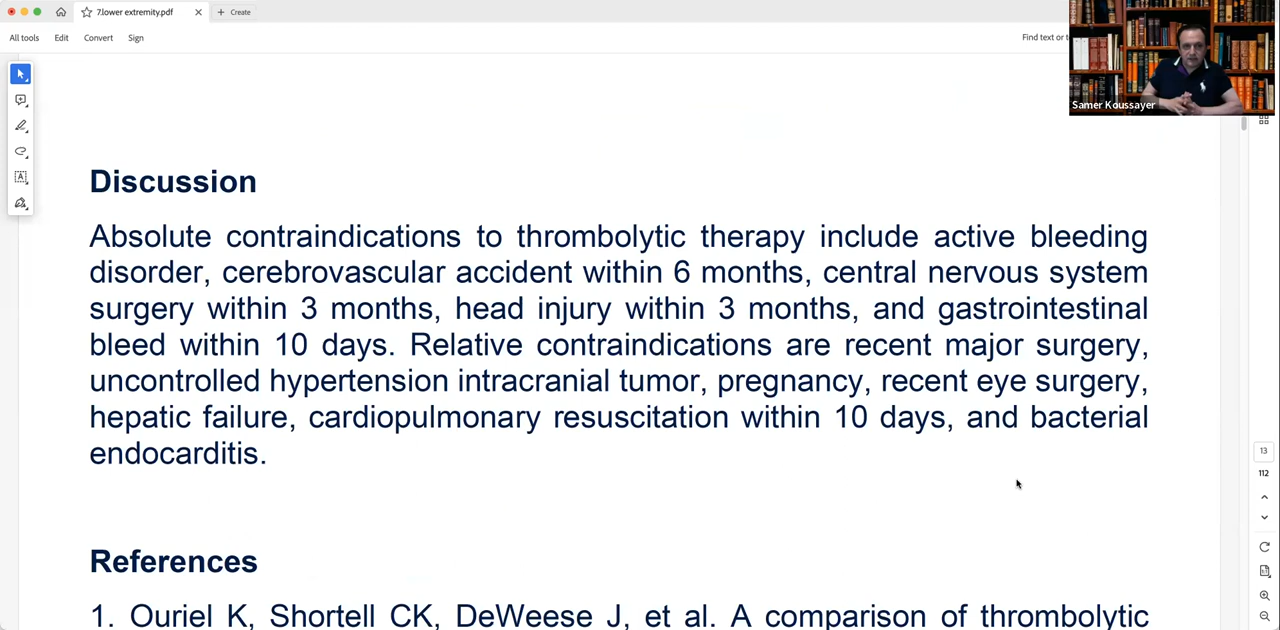 7.lower extremity.pdf
Create
All tools
Edit
Convert
Sign
Find text or t
Samer Koussayer
Discussion
Absolute contraindications to thrombolytic therapy include active bleeding
disorder, cerebrovascular accident within 6 months, central nervous system
surgery within 3 months, head injury within 3 months, and gastrointestinal
bleed within 10 days. Relative contraindications are recent major surgery,
uncontrolled hypertension intracranial tumor, pregnancy, recent eye surgery,
hepatic failure, cardiopulmonary resuscitation within 10 days, and bacterial
endocarditis.
13
112
References
1. Ouriel K, Shortell CK, DeWeese J, et al. A comparison of thrombolytic